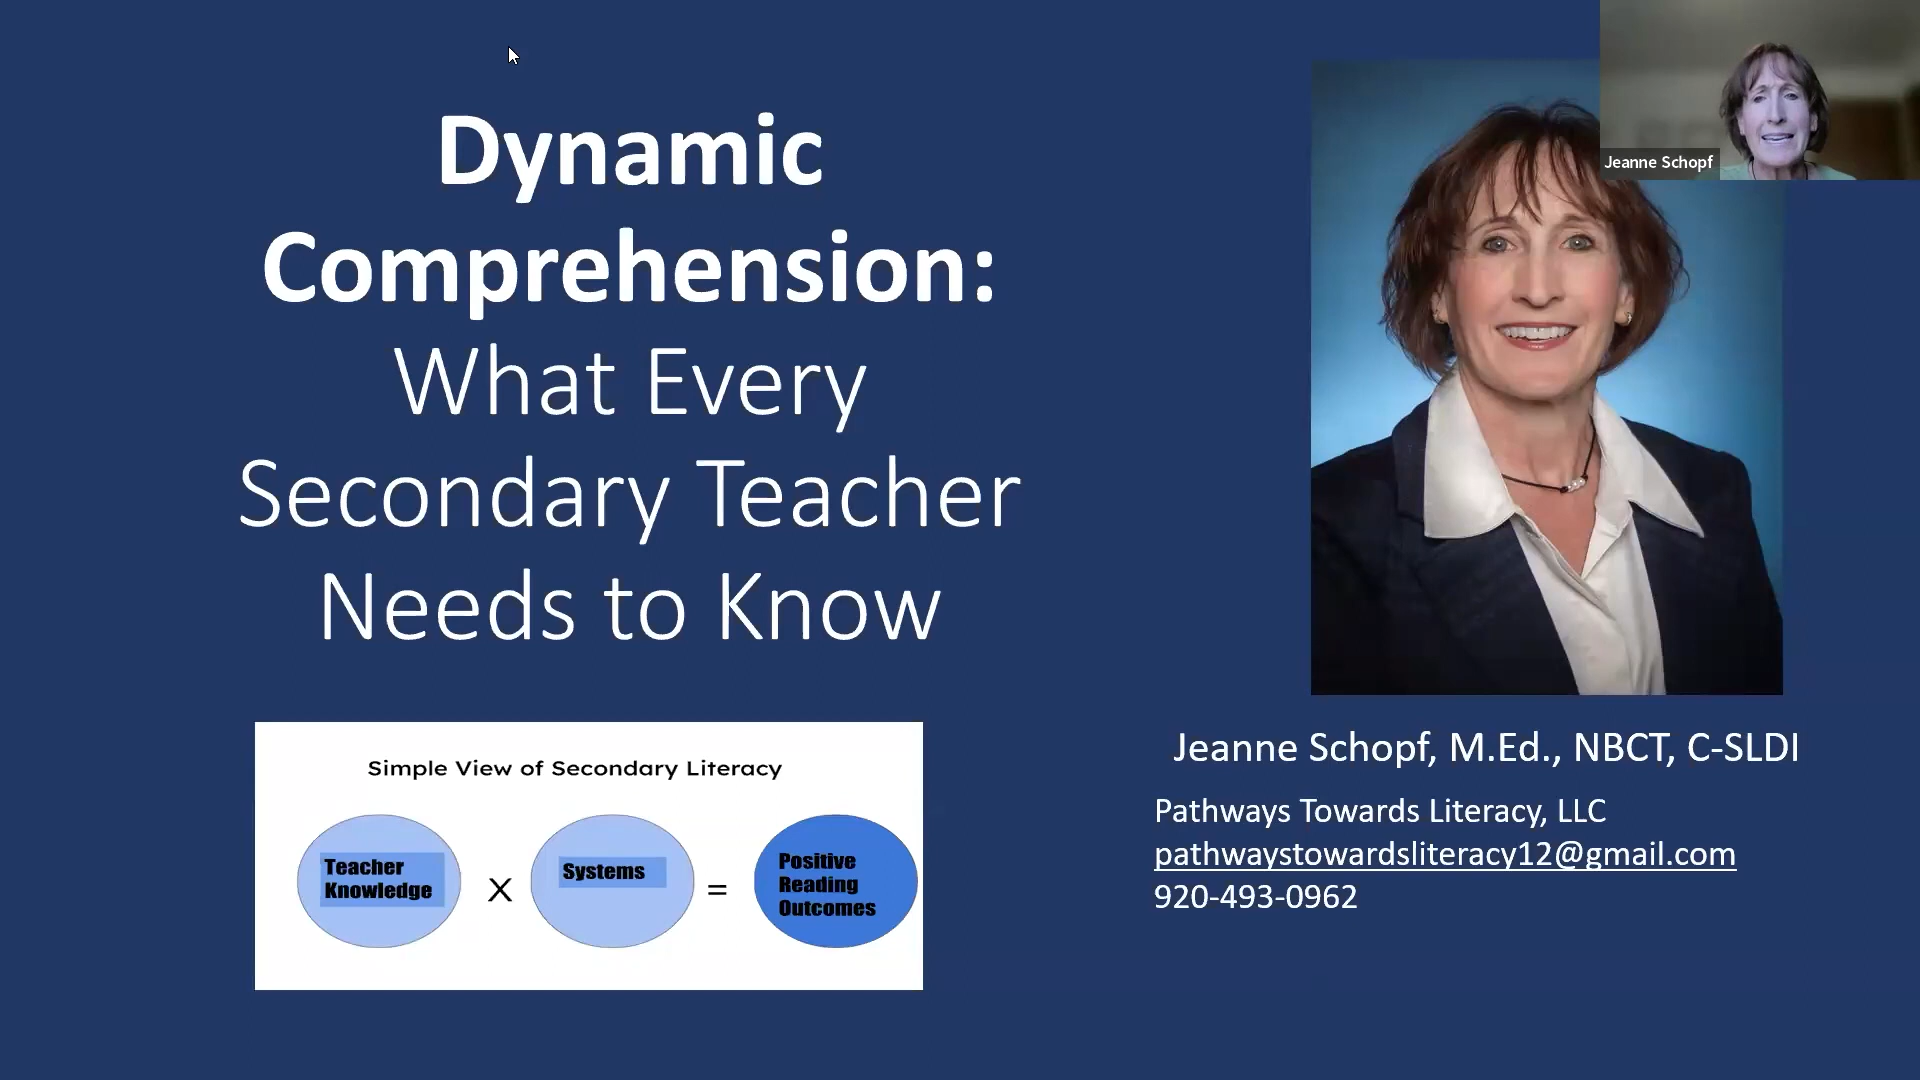 Dynamic
Comprehension:
What Every
Secondary Teacher
Needs to Know
Jeanne Schopf
Simple View of Secondary Literacy
Teacher
Knowledge
X
Systems
=
Positive
Reading
Outcomes
Jeanne Schopf, M.Ed., NBCT, C-SLDI
Pathways Towards Literacy, LLC
pathwaystowardsliteracy12@gmail.com
920-493-0962